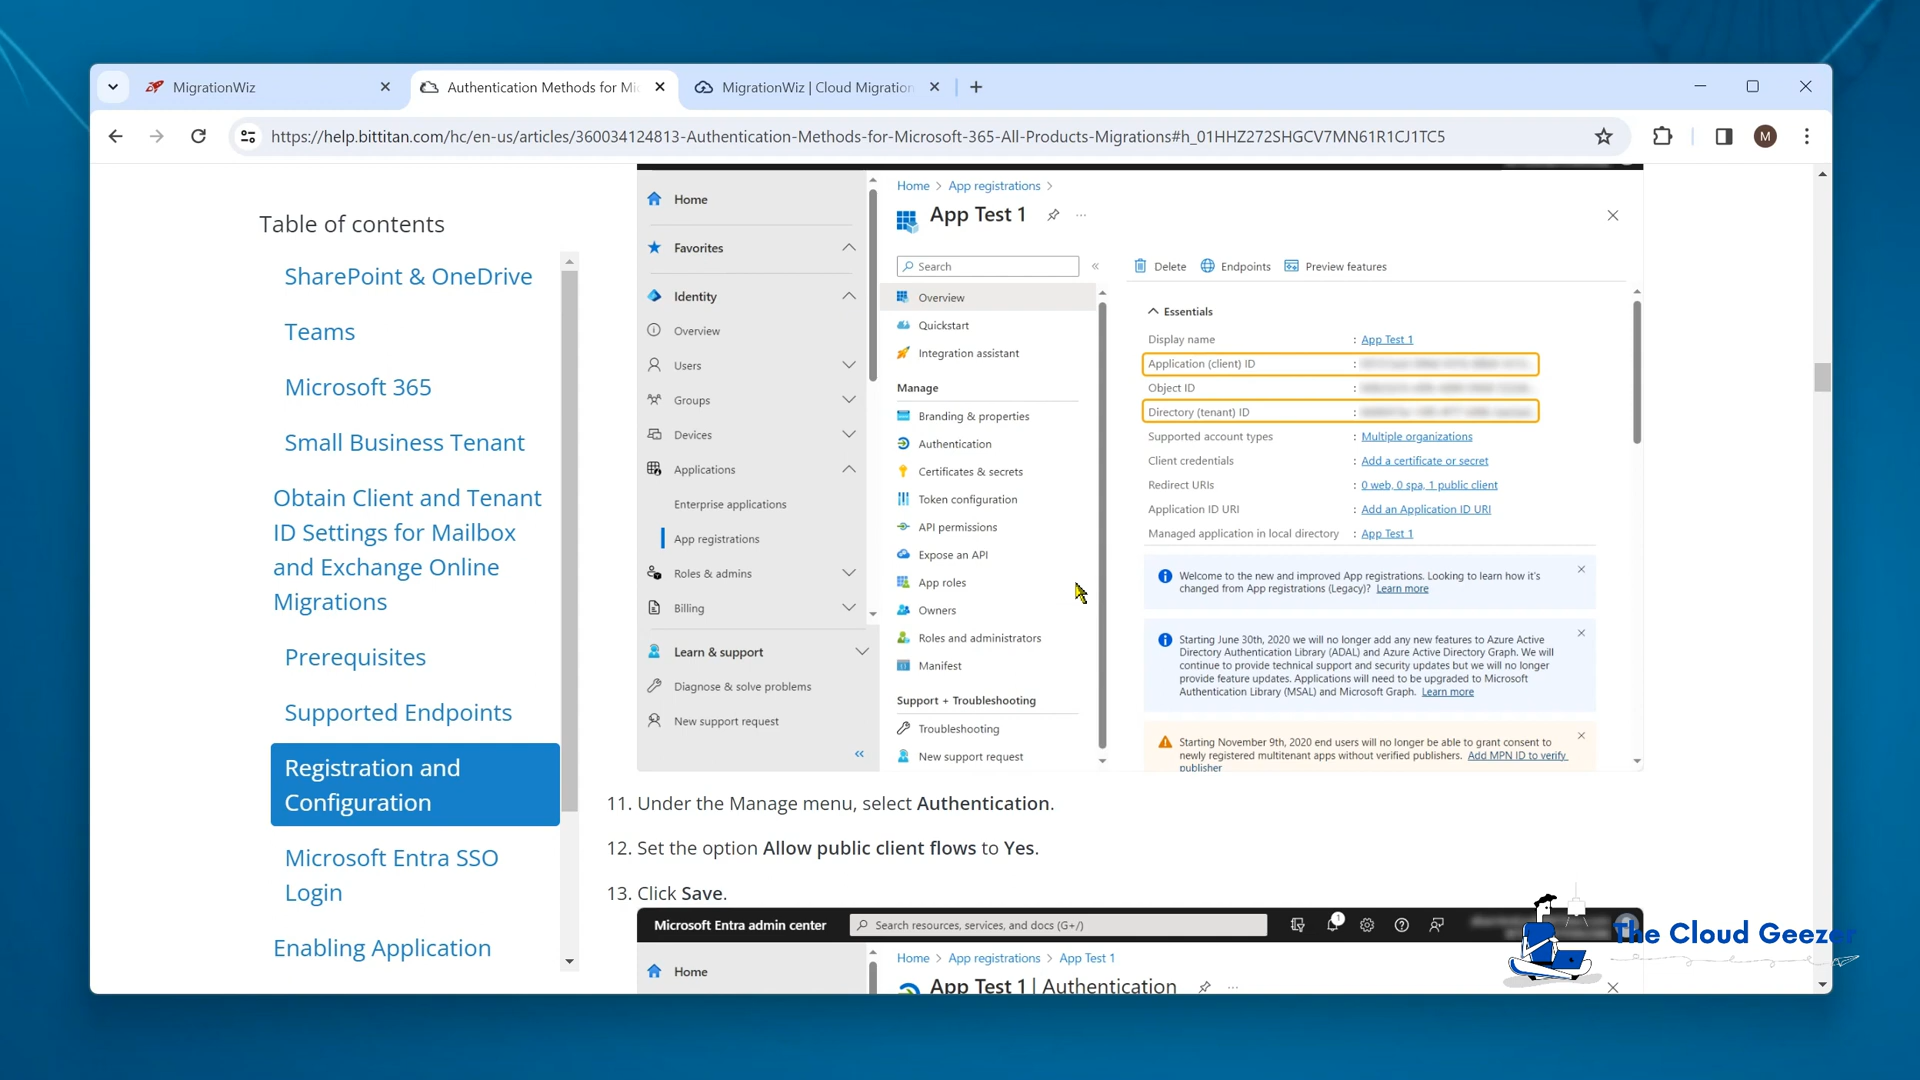 MigrationWiz
Authentication Methods for Mi
MigrationWiz | Cloud Migration
https://help.bittitan.com/hc/en-us/articles/360034124813-Authentication-Methods-for-Microsoft-365-All-Products-Migrations#h_01HHZ272SHGCV7MN61R1CJ1TC5
M
Table of contents
SharePoint & OneDrive
Teams
Microsoft 365
Small Business Tenant
Obtain Client and Tenant
ID Settings for Mailbox
and Exchange Online
Migrations
Prerequisites
Supported Endpoints
Registration and
Configuration
Microsoft Entra SSO
Login
Enabling Application
Home
Favorites
Identity
Overview
Users
Groups
Devices
Applications
Enterprise applications
App registrations
Roles & admins
Billing
Learn & support
Diagnose & solve problems
New support request
Home > App registrations >
App Test 1
Search
Overview
Quickstart
Integration assistant
Manage
Branding & properties
Authentication
Certificates & secrets
Token configuration
API permissions
Expose an API
App roles
Owners
Roles and administrators
Manifest
Support + Troubleshooting
Troubleshooting
New support request
Delete Endpoints Preview features
Essentials
Display name : App Test 1
Application (client) ID :
Object ID :
Directory (tenant) ID :
Supported account types : Multiple organizations
Client credentials : Add a certificate or secret
Redirect URIs : 0 web, 0 spa, 1 public client
Application ID URI : Add an Application ID URI
Managed application in local directory : App Test 1
Welcome to the new and improved App registrations. Looking to learn how it's
changed from App registrations (Legacy)? Learn more
Starting June 30th, 2020 we will no longer add any new features to Azure Active
Directory Authentication Library (ADAL) and Azure Active Directory Graph. We will
continue to provide technical support and security updates but we will no longer
provide feature updates. Applications will need to be upgraded to Microsoft
Authentication Library (MSAL) and Microsoft Graph. Learn more
Starting November 9th, 2020 end users will no longer be able to grant consent to
newly registered multitenant apps without verified publishers. Add MPN ID to verify
publisher
11. Under the Manage menu, select Authentication.
12. Set the option Allow public client flows to Yes.
13. Click Save.
Microsoft Entra admin center
Search resources, services, and docs (G+/)
1
Home
Home > App registrations > App Test 1
App Test 1 | Authentication
The Cloud Geezer